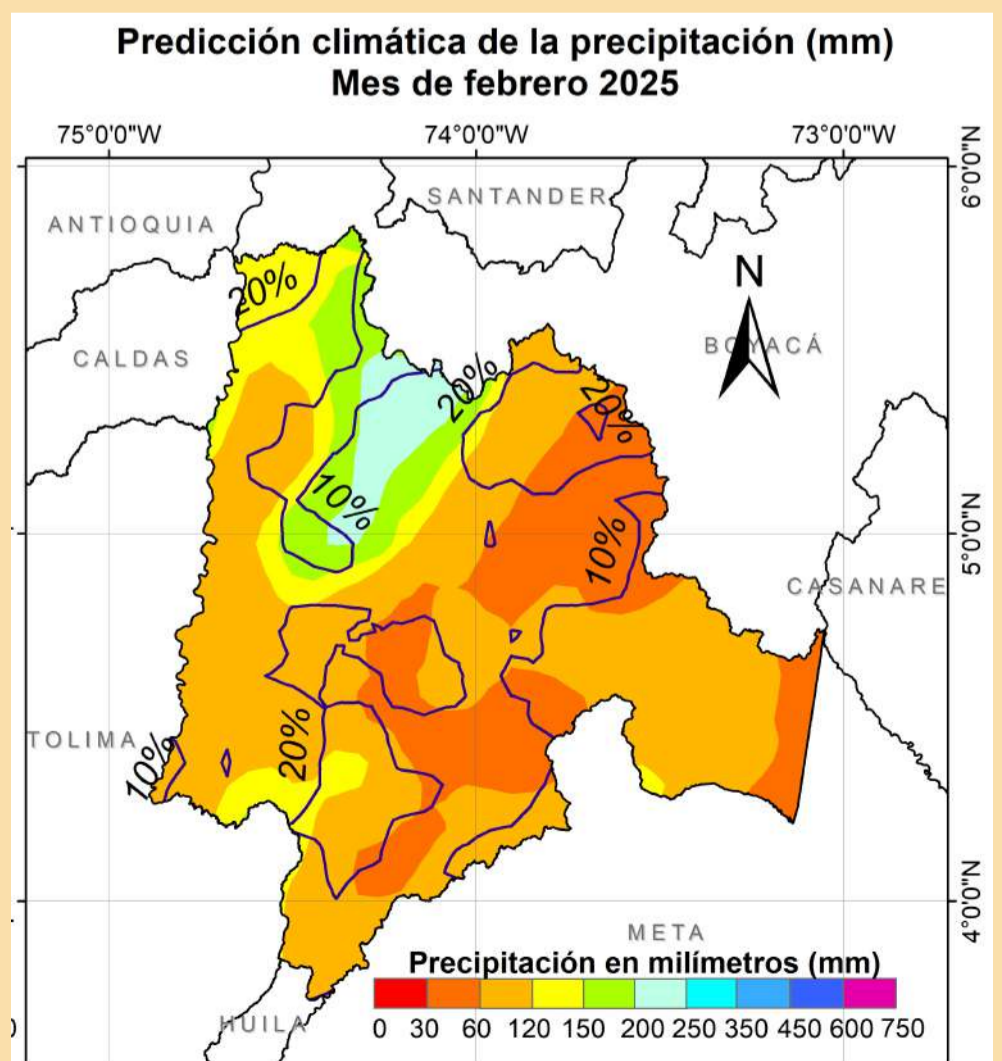 Predicción climática de la precipitación (mm)
Mes de febrero 2025
75°0'0"W 74°0'0"W 73°0'0"W
6°0'0"N
SANTANDER
ANTIOQUIA
20%
N
BOYACÁ
CALDAS
20%
20%
10%
5°0'0"N
10%
CASANARE
TOLIMA
10%
20%
4°0'0"N
META
Precipitación en milímetros (mm)
0 30 60 120 150 200 250 350 450 600 750
HUILA